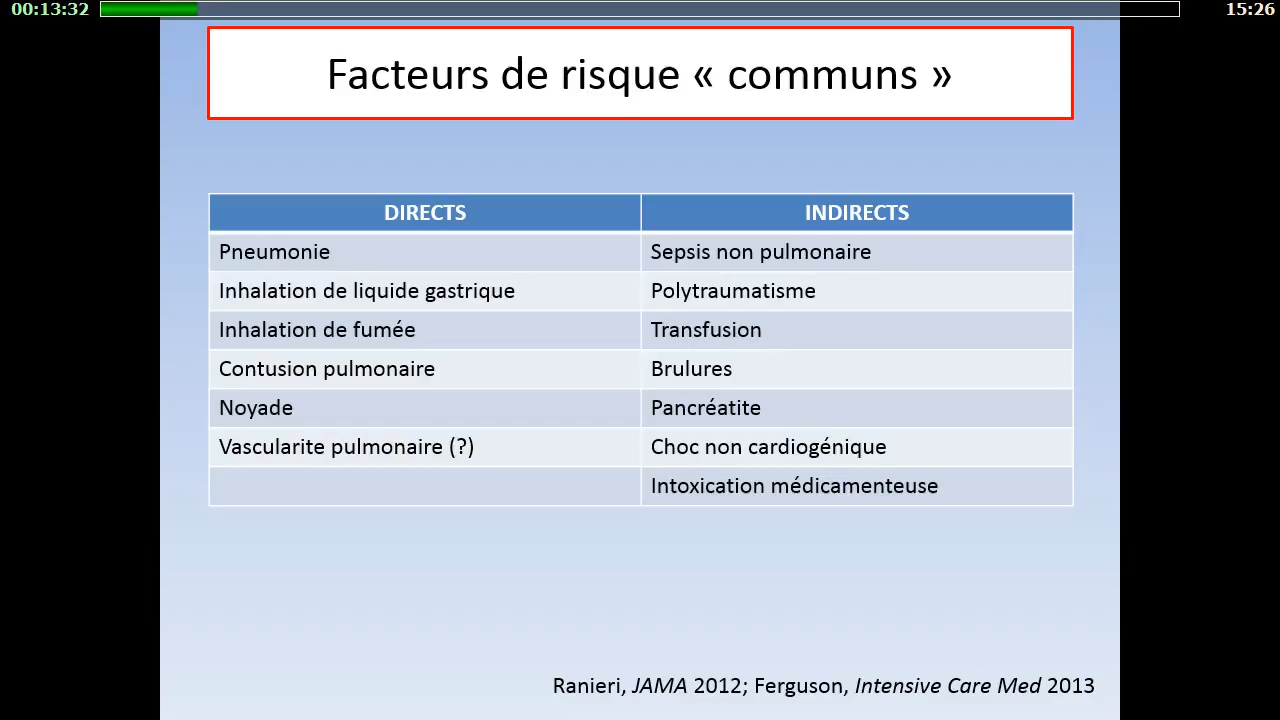 00:13:32
15:26
Facteurs de risque « communs »
DIRECTS INDIRECTS
Pneumonie Sepsis non pulmonaire
Inhalation de liquide gastrique Polytraumatisme
Inhalation de fumée Transfusion
Contusion pulmonaire Brulures
Noyade Pancréatite
Vascularite pulmonaire (?) Choc non cardiogénique
Intoxication médicamenteuse
Ranieri, JAMA 2012; Ferguson, Intensive Care Med 2013